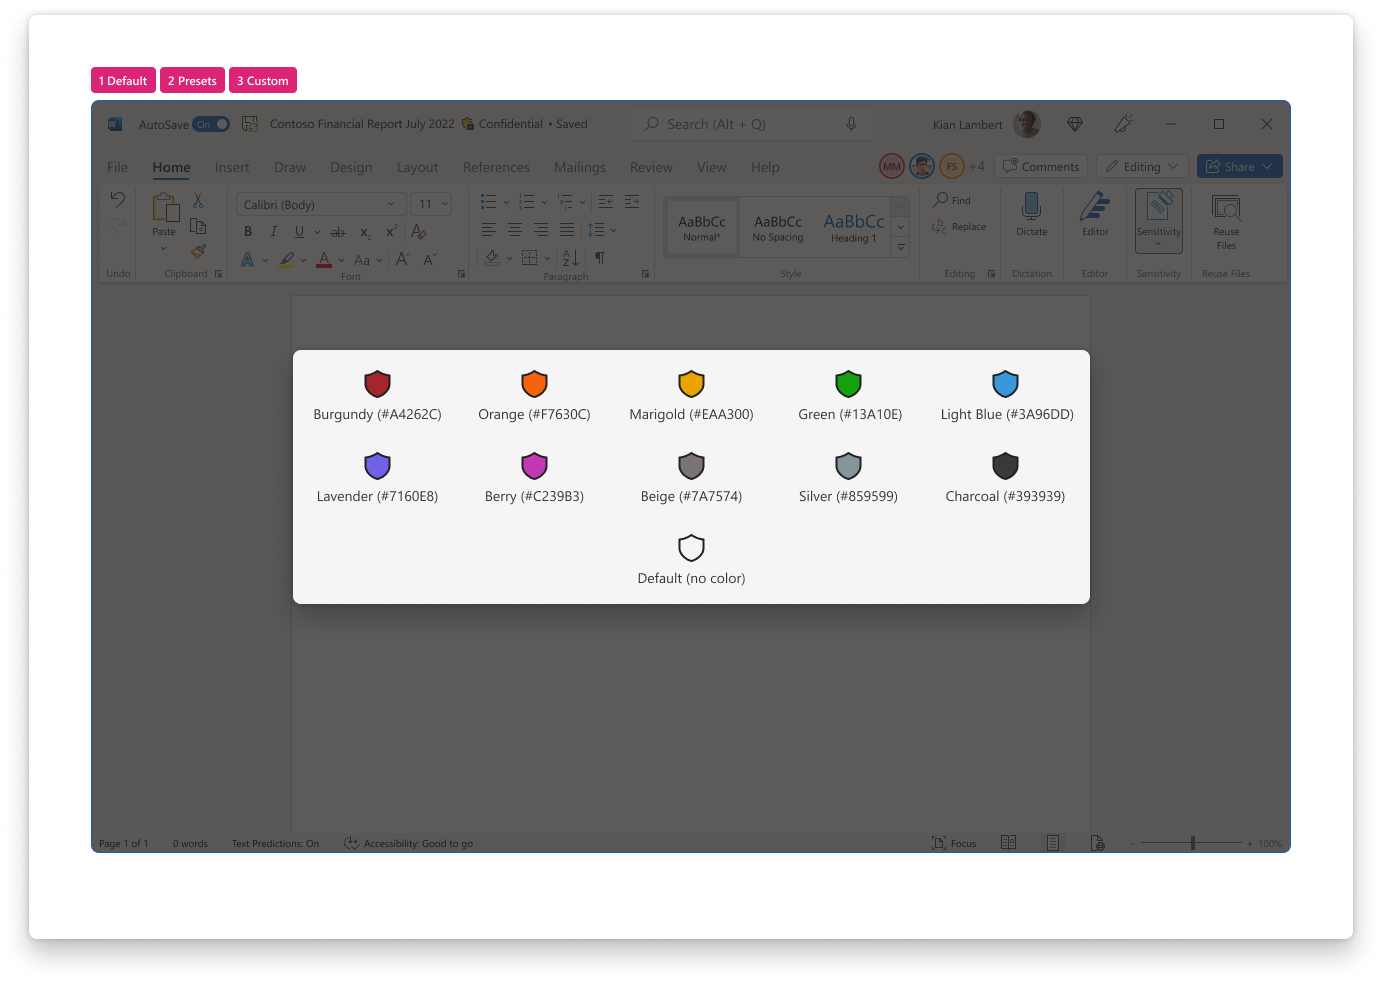 1 Default 2 Presets 3 Custom
W AutoSave On Contoso Financial Report July 2022 Confidential • Saved Search (Alt + Q) Kian Lambert
File Home Insert Draw Design Layout References Mailings Review View Help MM FS +4 Comments Editing Share
Calibri (Body) 11
Paste
B I U ab x₂ x² A
A A Aa A A
AaBbCc AaBbCc AaBbCc
Normal* No Spacing Heading 1
Find
Replace
Dictate Editor Sensitivity Reuse
Files
Undo Clipboard Font Paragraph Style Editing Dictation Editor Sensitivity Reuse Files
Burgundy (#A4262C) Orange (#F7630C) Marigold (#EAA300) Green (#13A10E) Light Blue (#3A96DD)
Lavender (#7160E8) Berry (#C239B3) Beige (#7A7574) Silver (#859599) Charcoal (#393939)
Default (no color)
Page 1 of 1 0 words Text Predictions: On Accessibility: Good to go Focus - + 100%